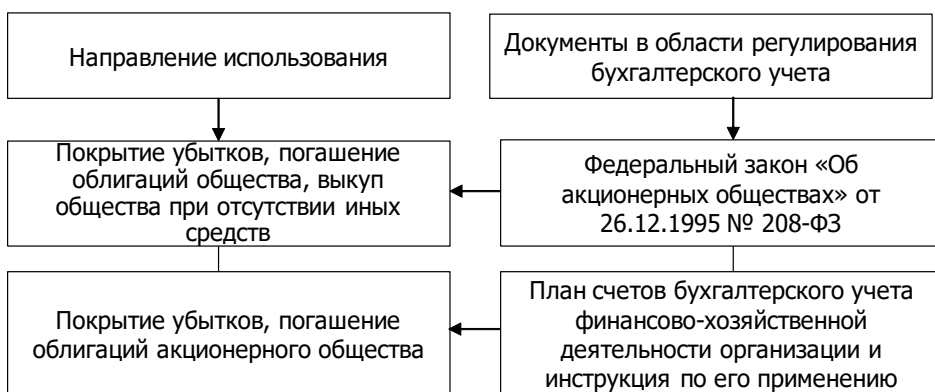 Направление использования
Документы в области регулирования
бухгалтерского учета
Покрытие убытков, погашение
облигаций общества, выкуп
общества при отсутствии иных
средств
Федеральный закон «Об
акционерных обществах» от
26.12.1995 № 208-ФЗ
Покрытие убытков, погашение
облигаций акционерного общества
План счетов бухгалтерского учета
финансово-хозяйственной
деятельности организации и
инструкция по его применению